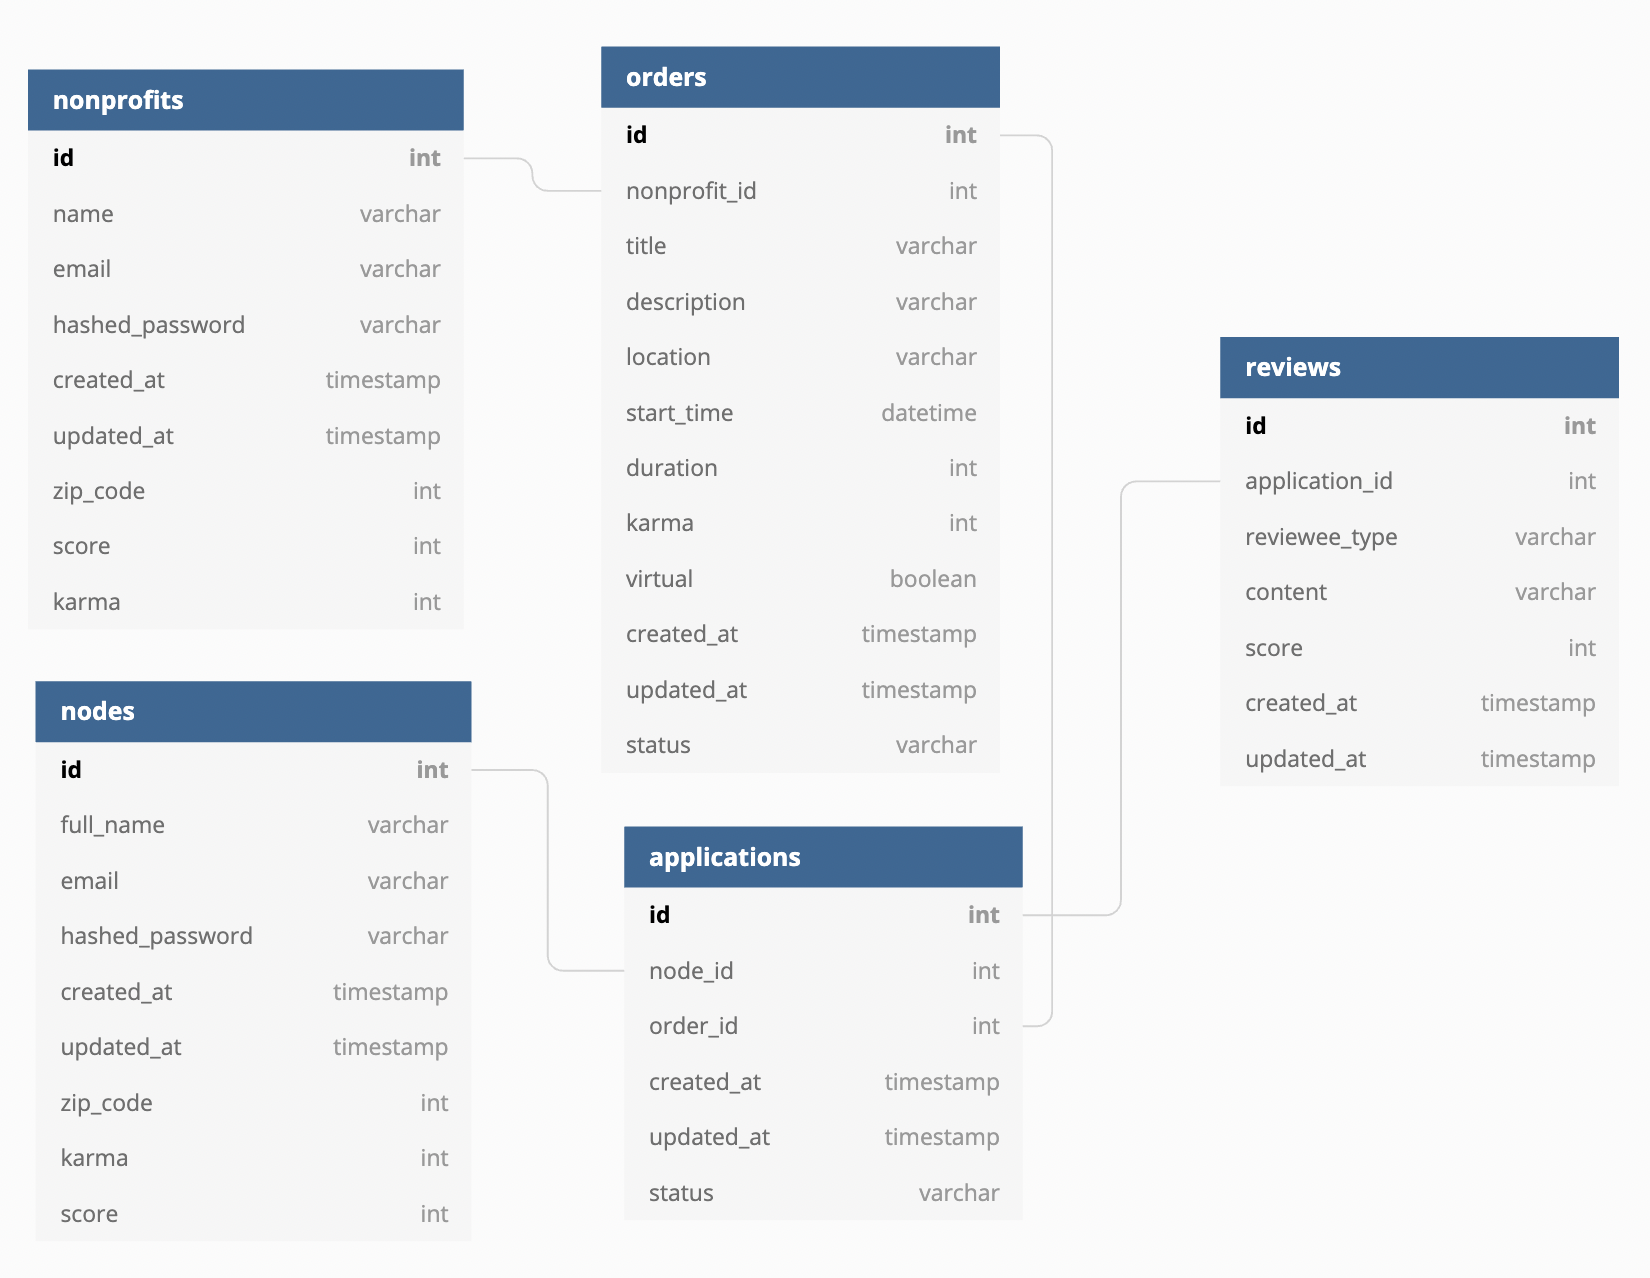 nonprofits
id int
name varchar
email varchar
hashed_password varchar
created_at timestamp
updated_at timestamp
zip_code int
score int
karma int
nodes
id int
full_name varchar
email varchar
hashed_password varchar
created_at timestamp
updated_at timestamp
zip_code int
karma int
score int
orders
id int
nonprofit_id int
title varchar
description varchar
location varchar
start_time datetime
duration int
karma int
virtual boolean
created_at timestamp
updated_at timestamp
status varchar
applications
id int
node_id int
order_id int
created_at timestamp
updated_at timestamp
status varchar
reviews
id int
application_id int
reviewee_type varchar
content varchar
score int
created_at timestamp
updated_at timestamp